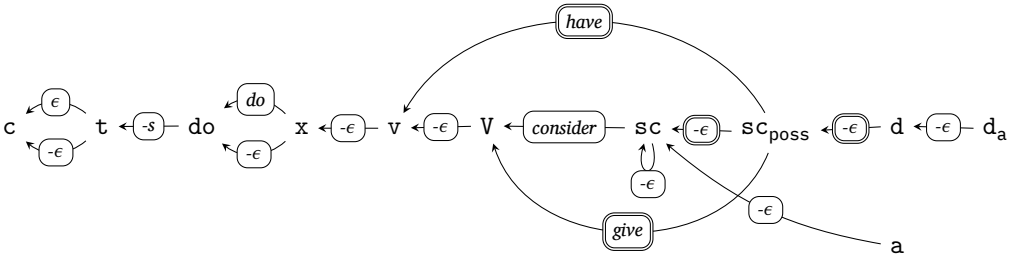 have
ϵ do
c t -s do x -ϵ v -ϵ V consider sc -ϵ sc_poss -ϵ d -ϵ d_a
-ϵ -ϵ
-ϵ
-ϵ
give
a